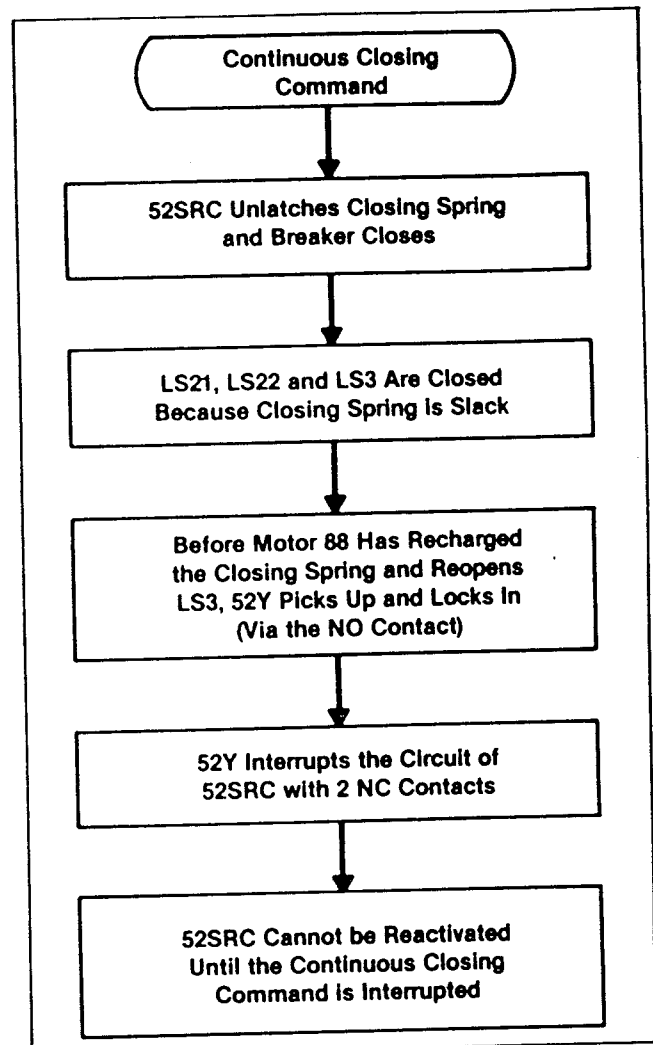 Continuous Closing
Command
52SRC Unlatches Closing Spring
and Breaker Closes
LS21, LS22 and LS3 Are Closed
Because Closing Spring is Slack
Before Motor 88 Has Recharged
the Closing Spring and Reopens
LS3, 52Y Picks Up and Locks In
(Via the NO Contact)
52Y Interrupts the Circuit of
52SRC with 2 NC Contacts
52SRC Cannot be Reactivated
Until the Continuous Closing
Command is Interrupted